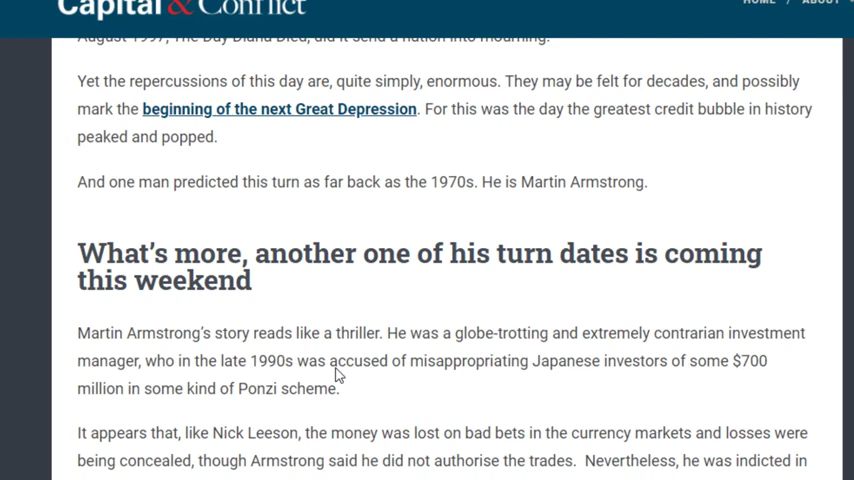 Capital & Conflict
HOME / ABOUT
August 1997, The Day Diana Died, did it send a nation into mourning.
Yet the repercussions of this day are, quite simply, enormous. They may be felt for decades, and possibly
mark the beginning of the next Great Depression. For this was the day the greatest credit bubble in history
peaked and popped.
And one man predicted this turn as far back as the 1970s. He is Martin Armstrong.
What's more, another one of his turn dates is coming
this weekend
Martin Armstrong's story reads like a thriller. He was a globe-trotting and extremely contrarian investment
manager, who in the late 1990s was accused of misappropriating Japanese investors of some $700
million in some kind of Ponzi scheme.
It appears that, like Nick Leeson, the money was lost on bad bets in the currency markets and losses were
being concealed, though Armstrong said he did not authorise the trades. Nevertheless, he was indicted in